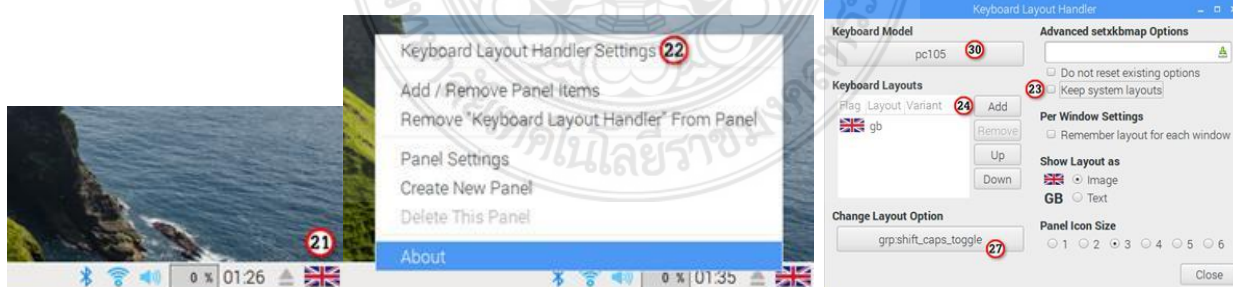 21
0 % 01:26
Keyboard Layout Handler Settings 22
Add / Remove Panel Items
Remove "Keyboard Layout Handler" From Panel
Panel Settings
Create New Panel
Delete This Panel
About
0 % 01:35
Keyboard Layout Handler
Keyboard Model
pc105 30
Keyboard Layouts
Flag Layout Variant 24 Add
gb
Remove
Up
Down
Change Layout Option
grp:shift_caps_toggle 27
Advanced setxkbmap Options
Do not reset existing options
23 Keep system layouts
Per Window Settings
Remember layout for each window
Show Layout as
Image
GB Text
Panel Icon Size
1 2 3 4 5 6
Close